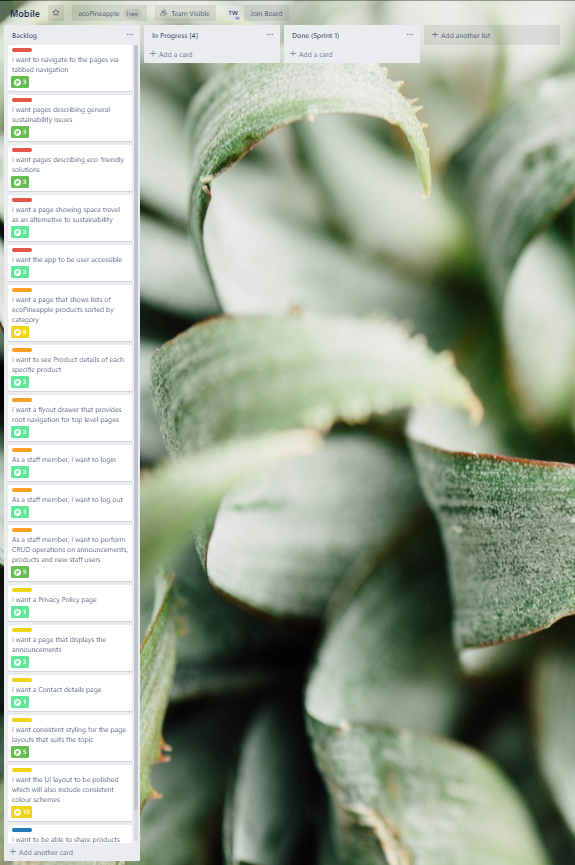 Mobile
ecoPineapple
Free
Team Visible
TW
Join Board
Backlog
I want to navigate to the pages via
tabbed navigation
3
I want pages describing general
sustainability issues
3
I want pages describing eco-friendly
solutions
3
I want a page showing space travel
as an alternative to sustainability
2
I want the app to be user accessible
2
I want a page that shows lists of
ecoPineapple products sorted by
category
8
I want to see Product details of each
specific product
2
I want a flyout drawer that provides
root navigation for top level pages
2
As a staff member, I want to login
2
As a staff member, I want to log out
1
As a staff member, I want to perform
CRUD operations on announcements,
products and new staff users
5
I want a Privacy Policy page
1
I want a page that displays the
announcements
2
I want a Contact details page
1
I want consistent styling for the page
layouts that suits the topic
5
I want the UI layout to be polished
which will also include consistent
colour schemes
13
I want to be able to share products
+ Add another card
In Progress [4]
+ Add a card
Done (Sprint 1)
+ Add a card
+ Add another list